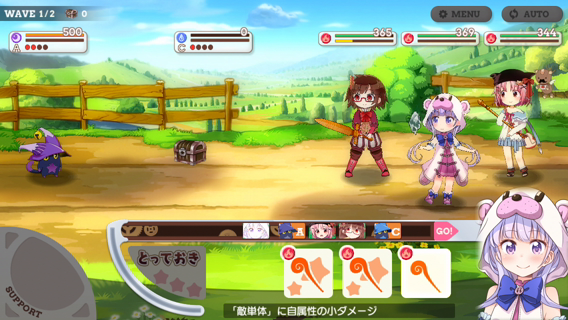 WAVE 1/2
0
MENU
AUTO
500
A
0
C
365
369
344
A
C
GO!
とっておき
SUPPORT
「敵単体」に自属性の小ダメージ